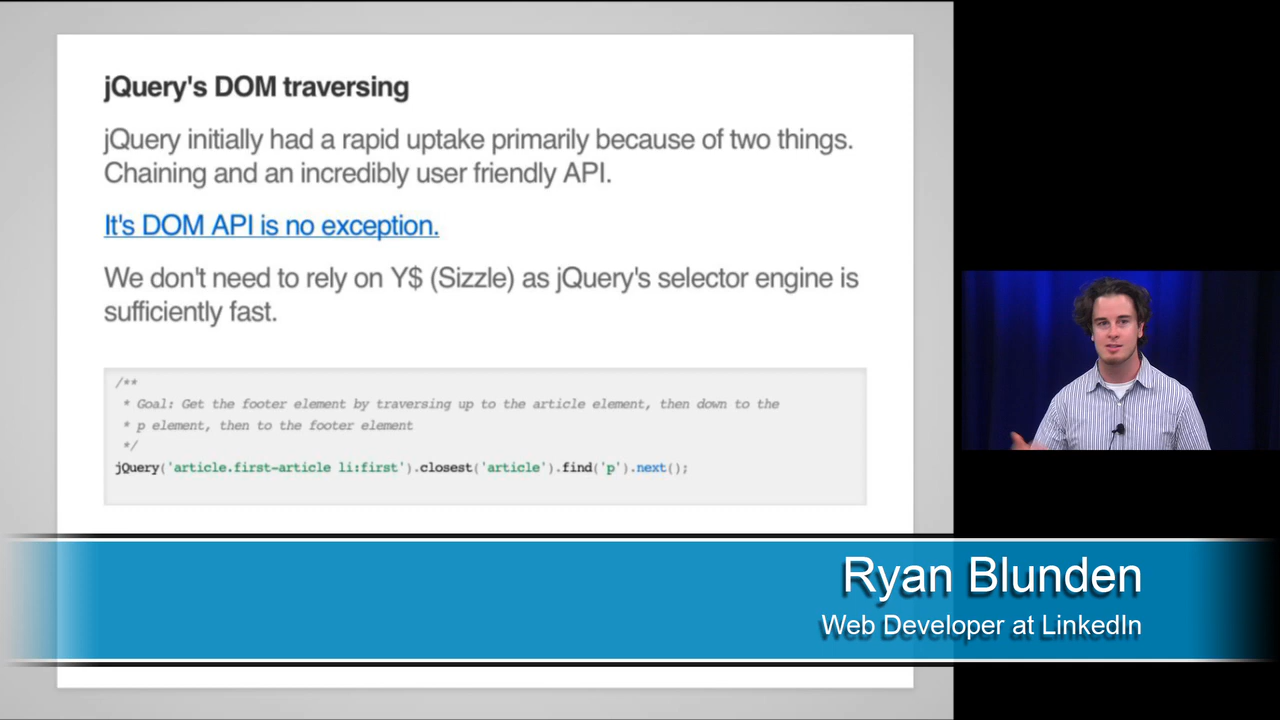 jQuery's DOM traversing
jQuery initially had a rapid uptake primarily because of two things.
Chaining and an incredibly user friendly API.
It's DOM API is no exception.
We don't need to rely on Y$ (Sizzle) as jQuery's selector engine is
sufficiently fast.
/**
* Goal: Get the footer element by traversing up to the article element, then down to the
* p element, then to the footer element
*/
jQuery('article.first-article li:first').closest('article').find('p').next();
Ryan Blunden
Web Developer at LinkedIn